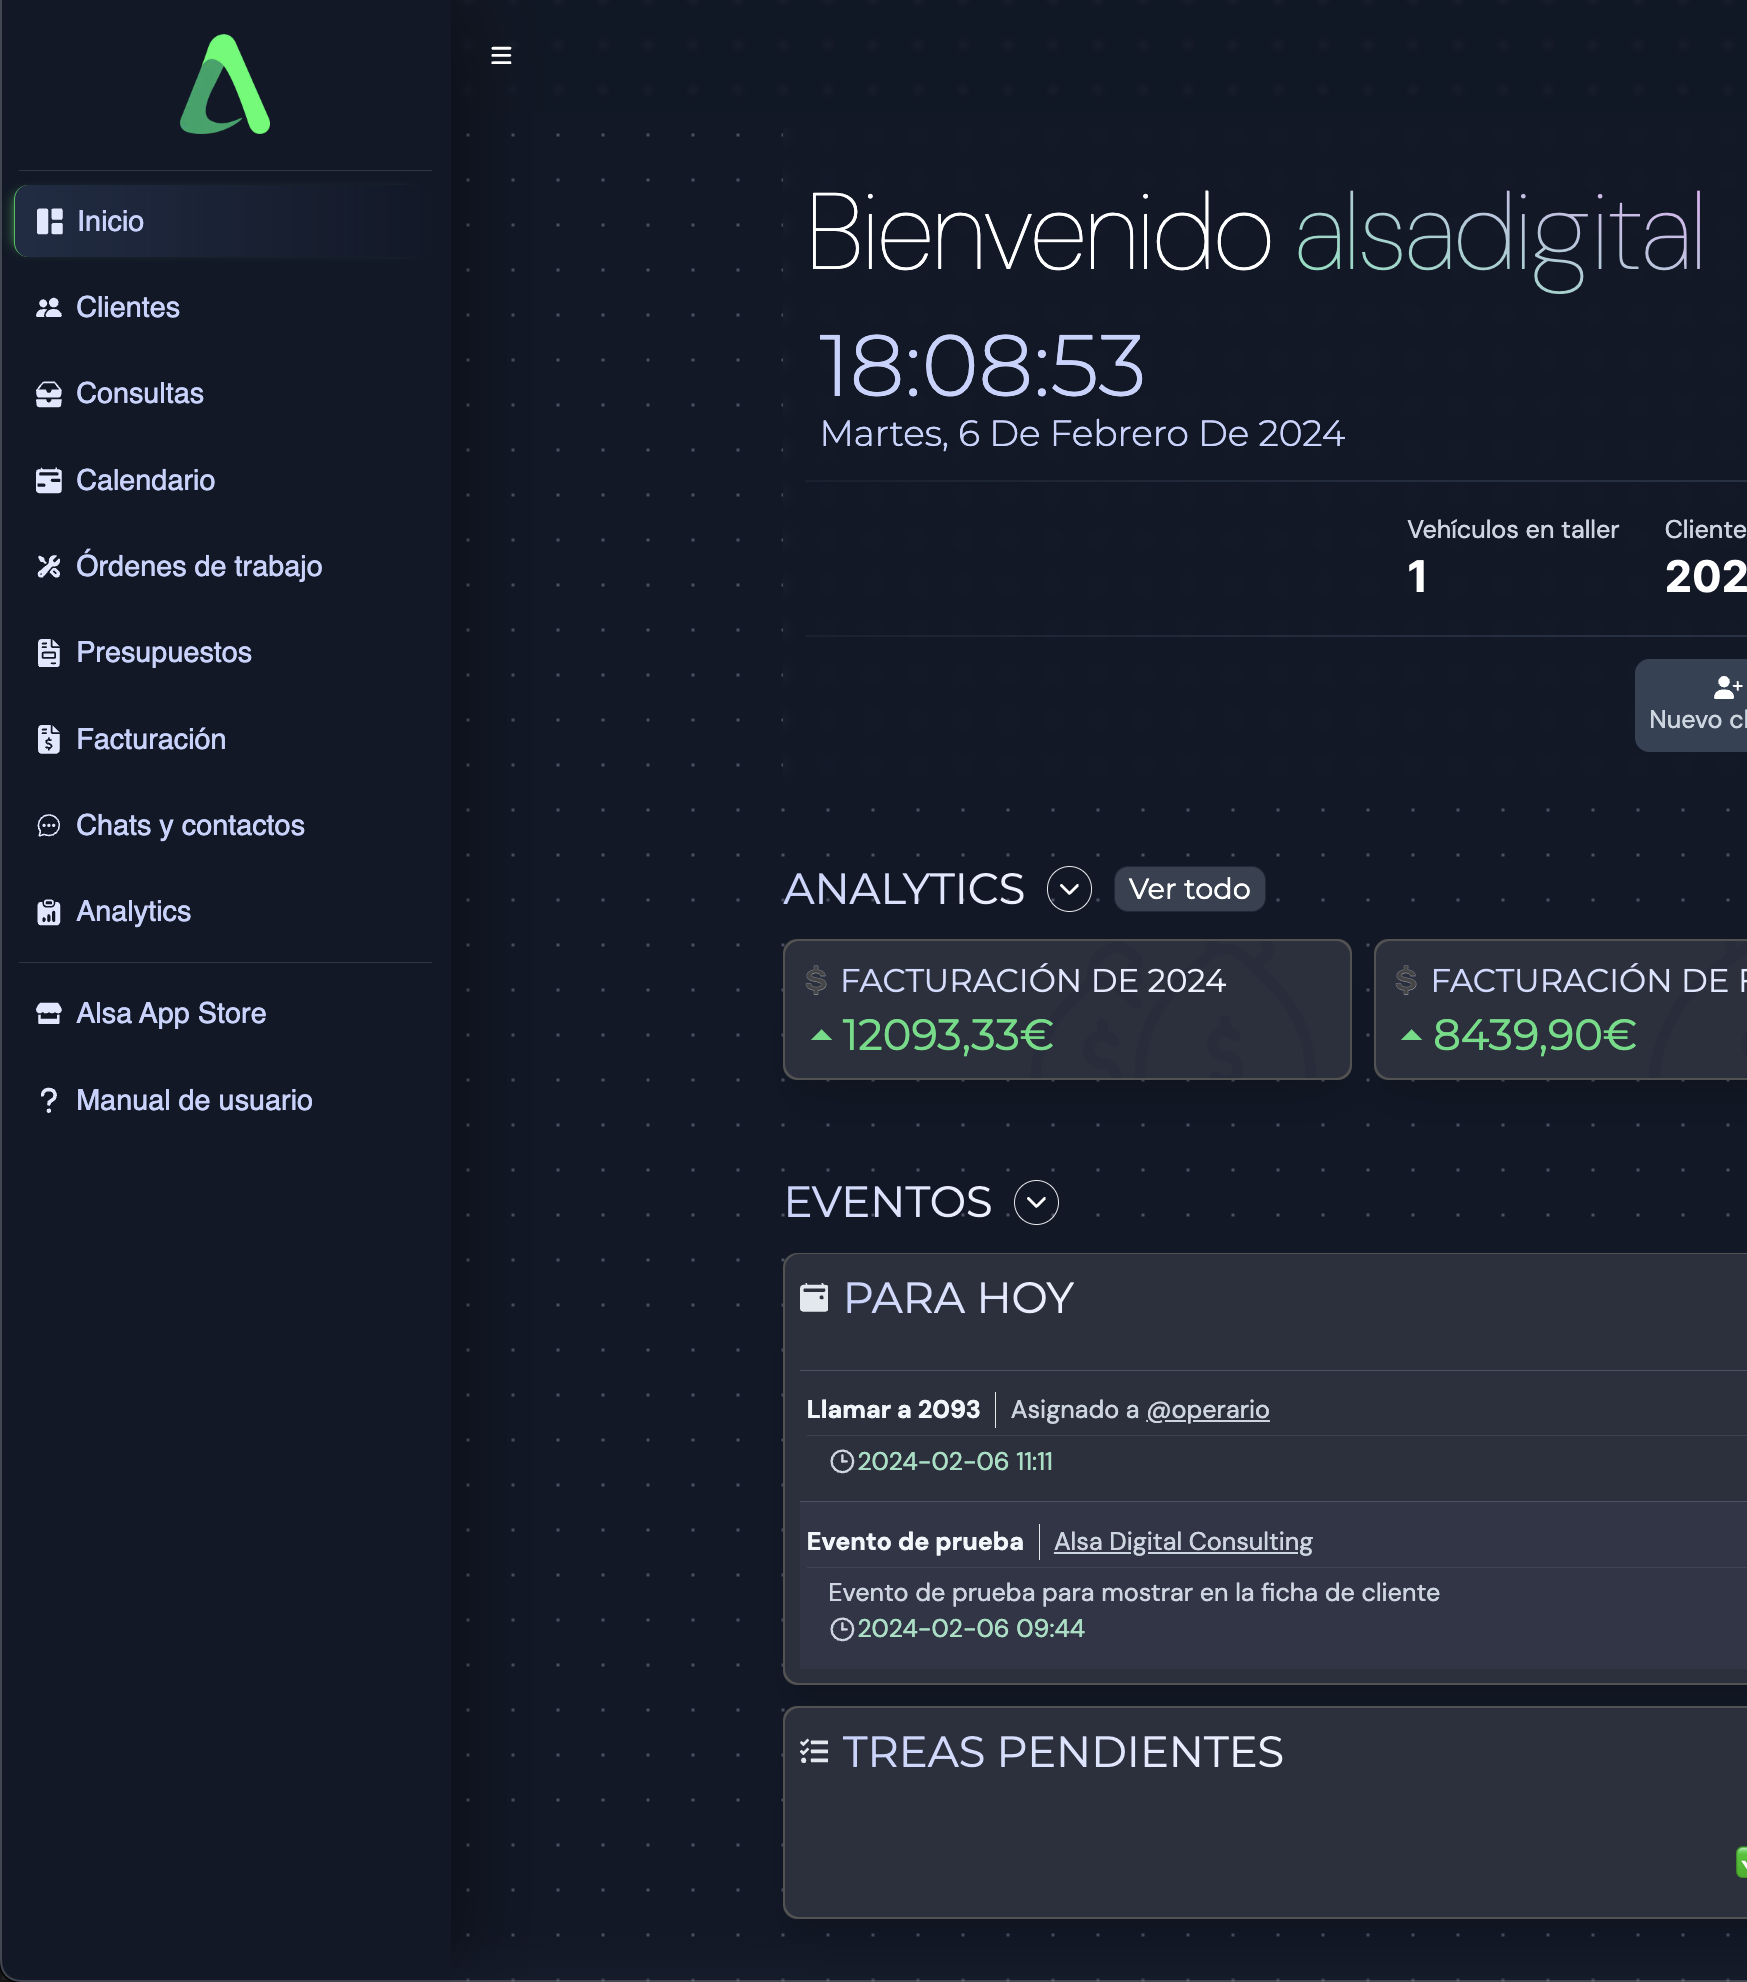 Inicio
Clientes
Consultas
Calendario
Órdenes de trabajo
Presupuestos
Facturación
Chats y contactos
Analytics
Alsa App Store
Manual de usuario
Bienvenido alsadigital
18:08:53
Martes, 6 De Febrero De 2024
Vehículos en taller
1
Cliente
202
Nuevo cl
ANALYTICS
Ver todo
FACTURACIÓN DE 2024
12093,33€
FACTURACIÓN DE
8439,90€
EVENTOS
PARA HOY
Llamar a 2093 Asignado a @operario
2024-02-06 11:11
Evento de prueba Alsa Digital Consulting
Evento de prueba para mostrar en la ficha de cliente
2024-02-06 09:44
TREAS PENDIENTES